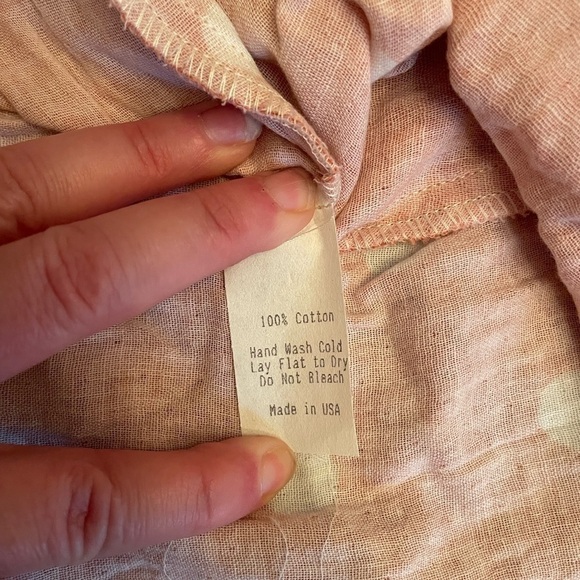 100% Cotton
Hand Wash Cold
Lay Flat to Dry
Do Not Bleach
Made in USA